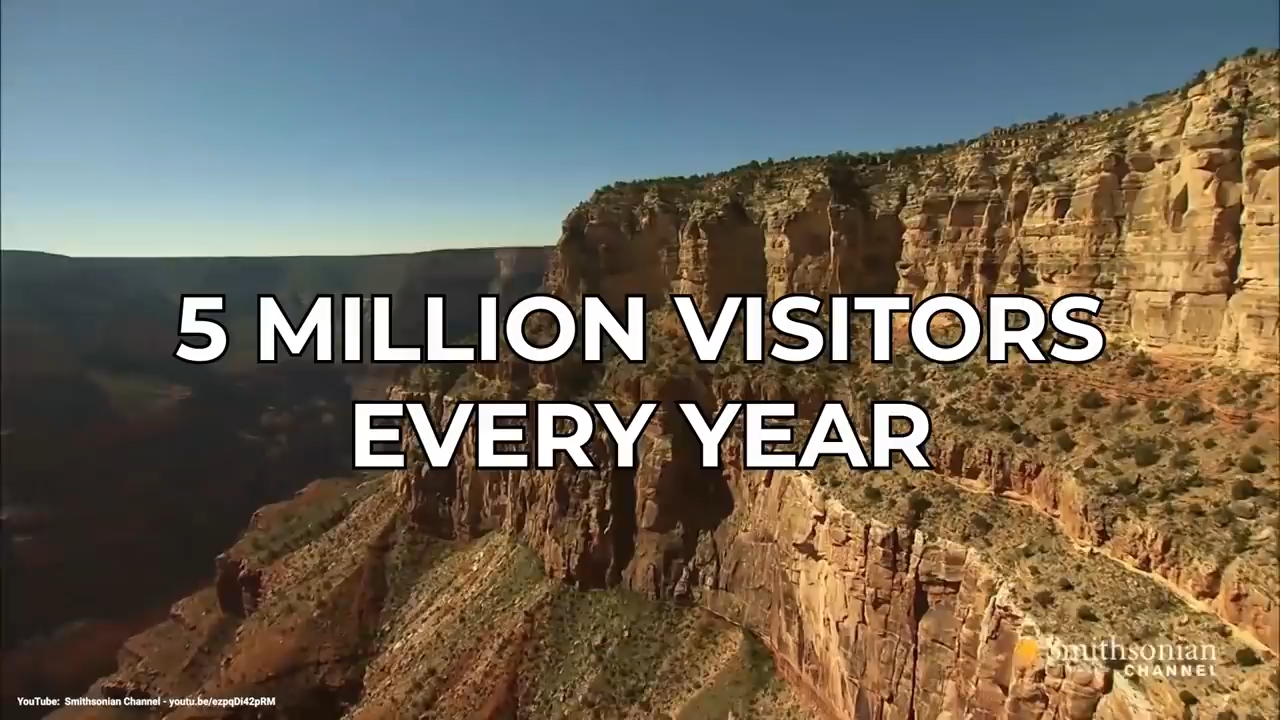 5 MILLION VISITORS
EVERY YEAR
Smithsonian
CHANNEL
YouTube: Smithsonian Channel - youtu.be/ezpqDi42pRM